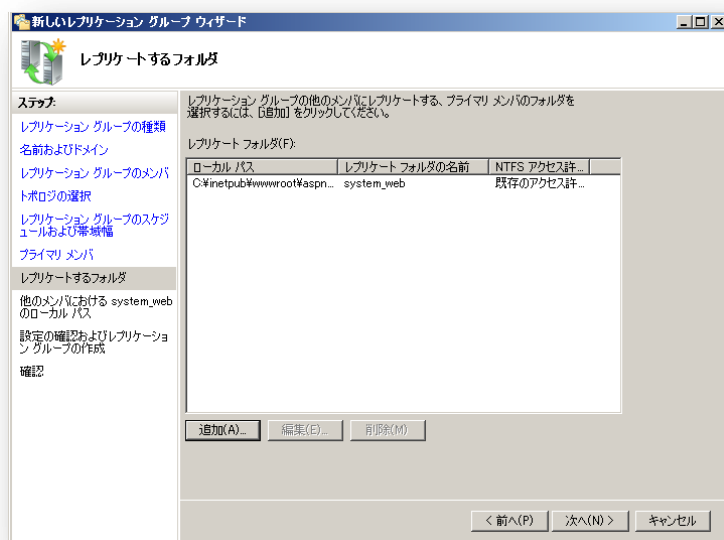 新しいレプリケーション グループ ウィザード
レプリケートするフォルダ
ステップ:
レプリケーション グループの種類
名前およびドメイン
レプリケーション グループのメンバ
トポロジの選択
レプリケーション グループのスケジ
ュールおよび帯域幅
プライマリ メンバ
レプリケートするフォルダ
他のメンバにおける system_web
のローカル パス
設定の確認およびレプリケーショ
ン グループの作成
確認
レプリケーション グループの他のメンバにレプリケートする、プライマリ メンバのフォルダを
選択するには、[追加] をクリックしてください。
レプリケート フォルダ(F):
ローカル パス レプリケート フォルダの名前 NTFS アクセス許...
C:¥inetpub¥wwwroot¥aspn... system_web 既存のアクセス許...
追加(A)... 編集(E)... 削除(M)
< 前へ(P) 次へ(N) > キャンセル